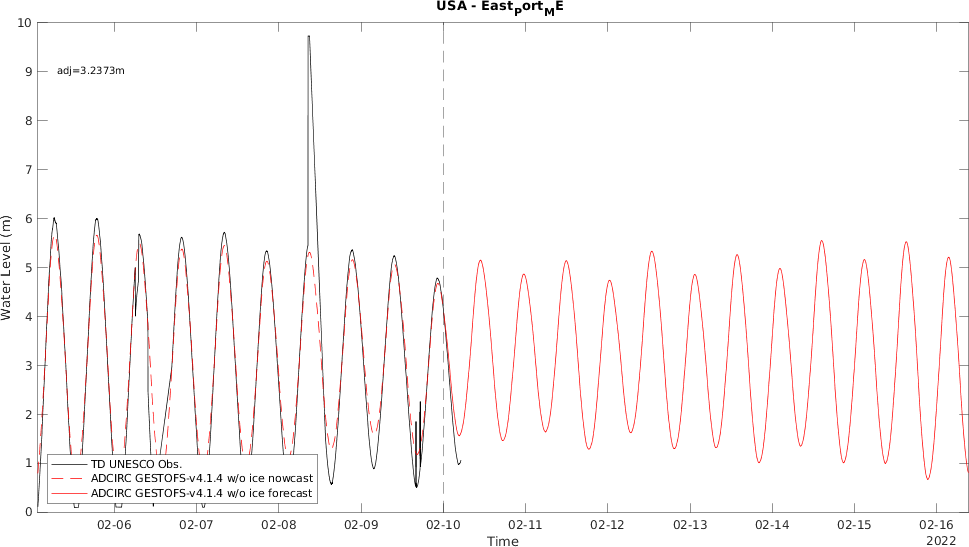 USA - EastPortME
10
9
8
7
6
5
4
3
2
1
0
adj=3.2373m
Water Level (m)
TD UNESCO Obs.
ADCIRC GESTOFS-v4.1.4 w/o ice nowcast
ADCIRC GESTOFS-v4.1.4 w/o ice forecast
02-06 02-07 02-08 02-09 02-10 02-11 02-12 02-13 02-14 02-15 02-16
Time
2022